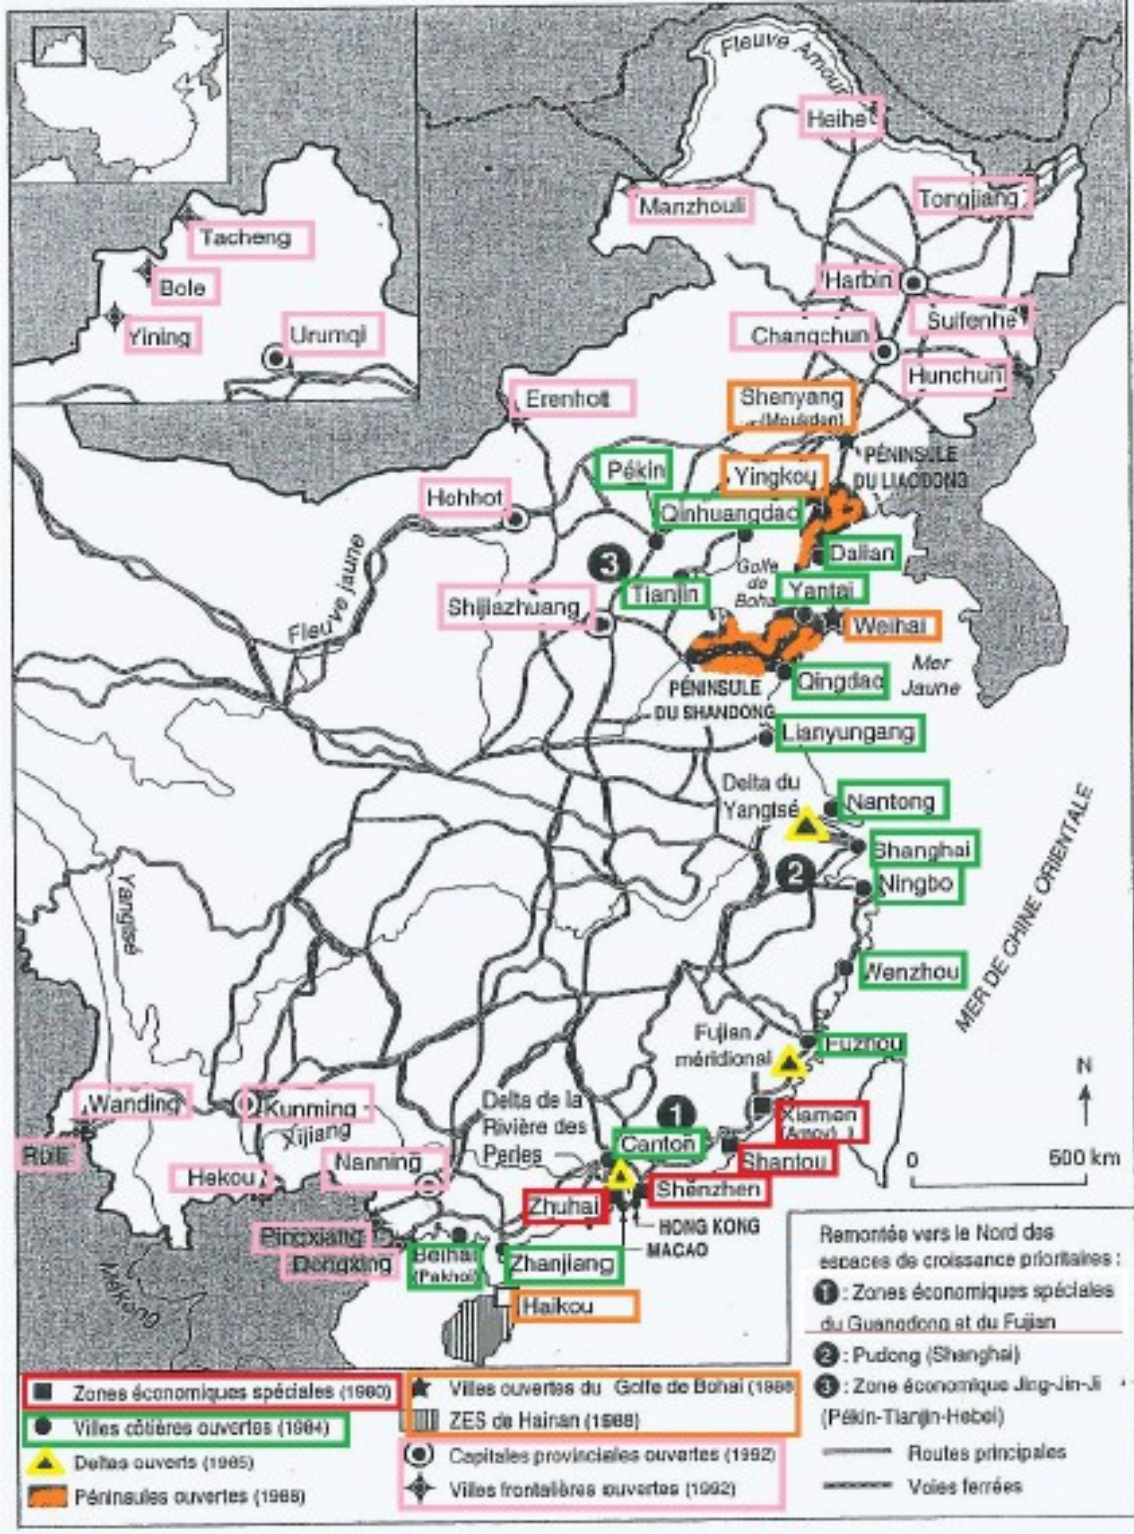 Fleuve Amour
Heihe
Manzhouli
Tongjiang
Tacheng
Bole
Yining
Urumqi
Harbin
Suifenhe
Changchun
Hunchun
Erenhot
Shenyang
(Moukden)
PÉNINSULE
DU LIAODONG
Pékin
Yingkou
Hohhot
Qinhuangdao
Dalian
3
Golfe
de
Bohai
Tianjin
Yantai
Shijiazhuang
Weihai
Fleuve jaune
Mer
Jaune
Qingdao
PÉNINSULE
DU SHANDONG
Lianyungang
Delta du
Yangtsé
Nantong
Shanghai
2
Ningbo
Yangtsé
MER DE CHINE ORIENTALE
Wenzhou
Fujian
méridional
Fuzhou
N
Wanding
Kunming
Xijiang
Delta de la
Rivière des
Perles
1
Xiamen
(Amoy)
Canton
Shantou
0 500 km
Ruili
Hekou
Nanning
Zhuhai
Shenzhen
HONG KONG
MACAO
Pingxiang
Dongxing
Beihai
(Pakhoi)
Zhanjiang
Haikou
Mékong
Remontée vers le Nord des
espaces de croissance prioritaires :
1 : Zones économiques spéciales
du Guangdong et du Fujian
2 : Pudong (Shanghai)
3 : Zone économique Jing-Jin-Ji
(Pékin-Tianjin-Hebei)
Routes principales
Voies ferrées
Zones économiques spéciales (1980)
Villes côtières ouvertes (1984)
Deltas ouverts (1985)
Péninsules ouvertes (1988)
Villes ouvertes du Golfe de Bohai (1988)
ZES de Hainan (1988)
Capitales provinciales ouvertes (1992)
Villes frontalières ouvertes (1992)